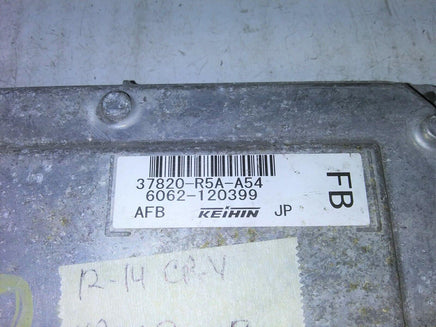 37820-R5A-A54
6062-120399
AFB KEIHIN JP
FB
12-14 CR-V